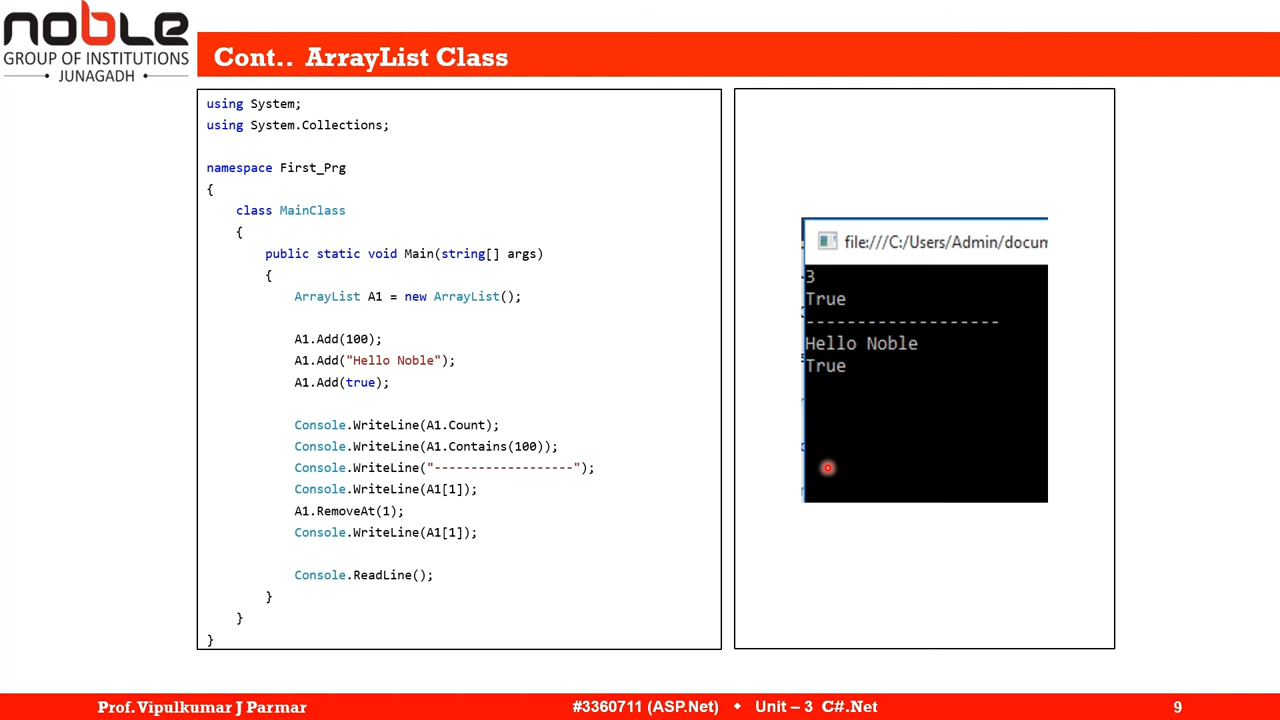 noble
GROUP OF INSTITUTIONS
JUNAGADH
Cont.. ArrayList Class
using System;
using System.Collections;
namespace First_Prg
{
class MainClass
{
public static void Main(string[] args)
{
ArrayList A1 = new ArrayList();
A1.Add(100);
A1.Add("Hello Noble");
A1.Add(true);
Console.WriteLine(A1.Count);
Console.WriteLine(A1.Contains(100));
Console.WriteLine("-------------------");
Console.WriteLine(A1[1]);
A1.RemoveAt(1);
Console.WriteLine(A1[1]);
Console.ReadLine();
}
}
}
file:///C:/Users/Admin/docum
3
True
-------------------
Hello Noble
True
Prof. Vipulkumar J Parmar
#3360711 (ASP.Net) ♦ Unit – 3 C#.Net
9